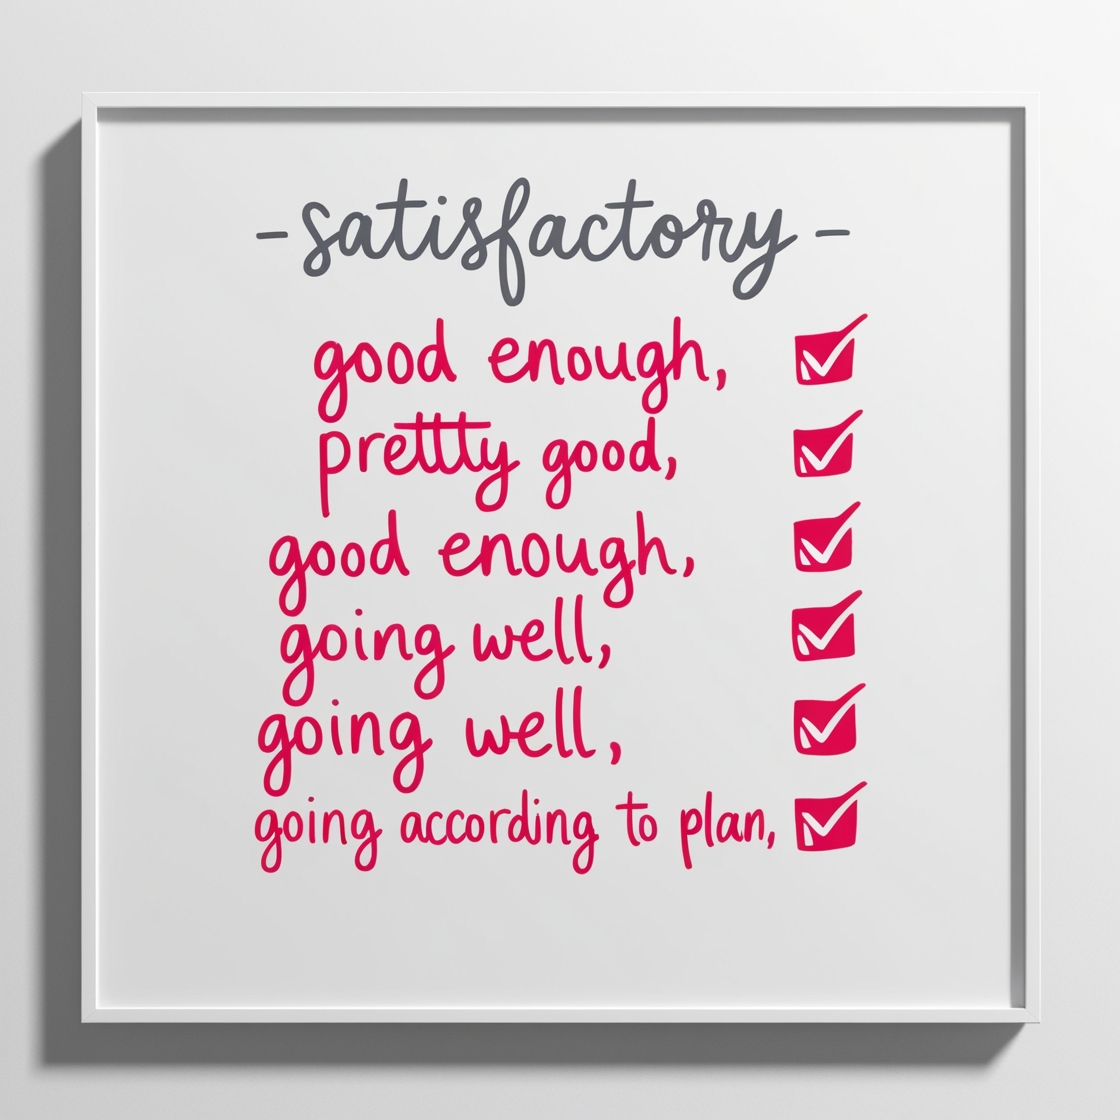 - satisfactory -
good enough,
prettty good,
good enough,
going well,
going well,
going according to plan,